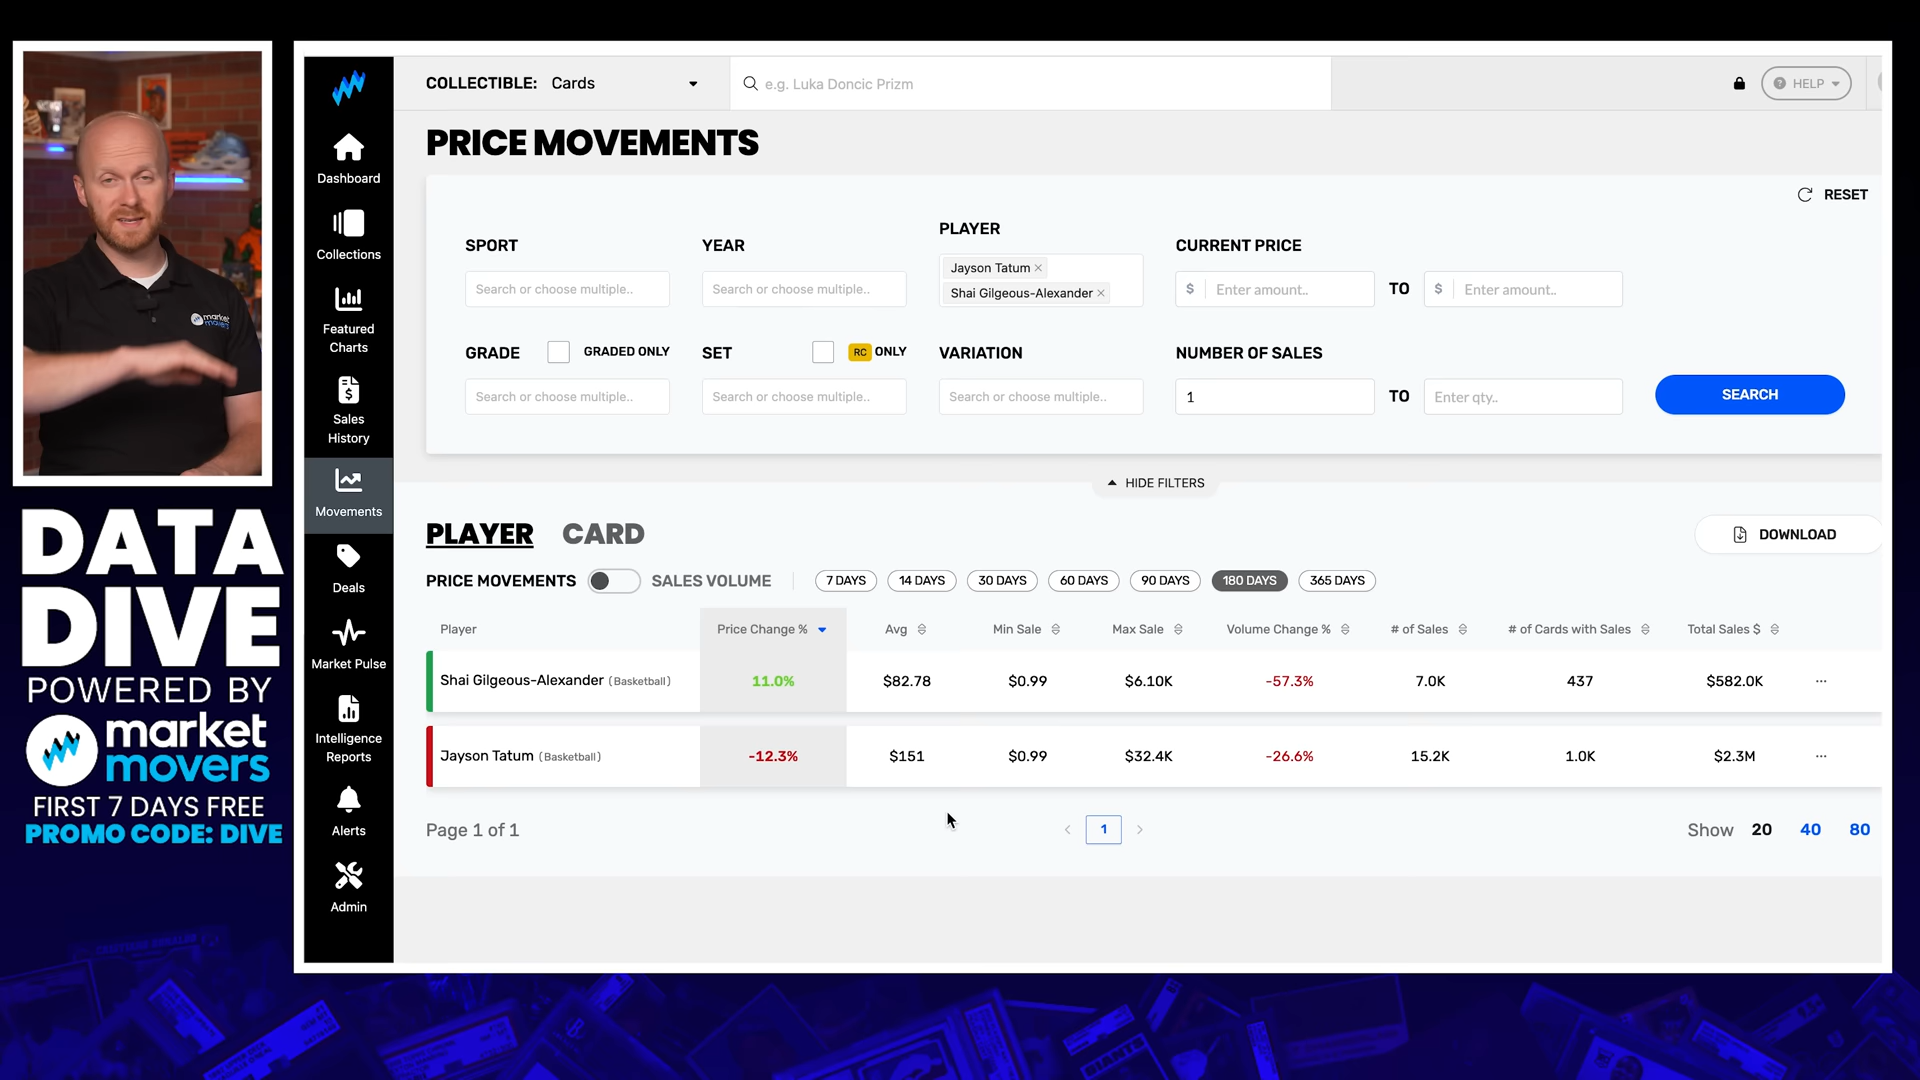 COLLECTIBLE: Cards
e.g. Luka Doncic Prizm
HELP
PRICE MOVEMENTS
RESET
SPORT
Search or choose multiple..
YEAR
Search or choose multiple..
PLAYER
Jayson Tatum ×
Shai Gilgeous-Alexander ×
CURRENT PRICE
$ Enter amount.. TO $ Enter amount..
GRADE GRADED ONLY
Search or choose multiple..
SET RC ONLY
Search or choose multiple..
VARIATION
Search or choose multiple..
NUMBER OF SALES
1 TO Enter qty..
SEARCH
HIDE FILTERS
PLAYER CARD
DOWNLOAD
PRICE MOVEMENTS SALES VOLUME 7 DAYS 14 DAYS 30 DAYS 60 DAYS 90 DAYS 180 DAYS 365 DAYS
Player Price Change % Avg Min Sale Max Sale Volume Change % # of Sales # of Cards with Sales Total Sales $
Shai Gilgeous-Alexander (Basketball) 11.0% $82.78 $0.99 $6.10K -57.3% 7.0K 437 $582.0K ...
Jayson Tatum (Basketball) -12.3% $151 $0.99 $32.4K -26.6% 15.2K 1.0K $2.3M ...
Page 1 of 1
< 1 >
Show 20 40 80
Dashboard
Collections
Featured
Charts
Sales
History
Movements
Deals
Market Pulse
Intelligence
Reports
Alerts
Admin
market
movers
DATA
DIVE
POWERED BY
market
movers
FIRST 7 DAYS FREE
PROMO CODE: DIVE
GIANTS